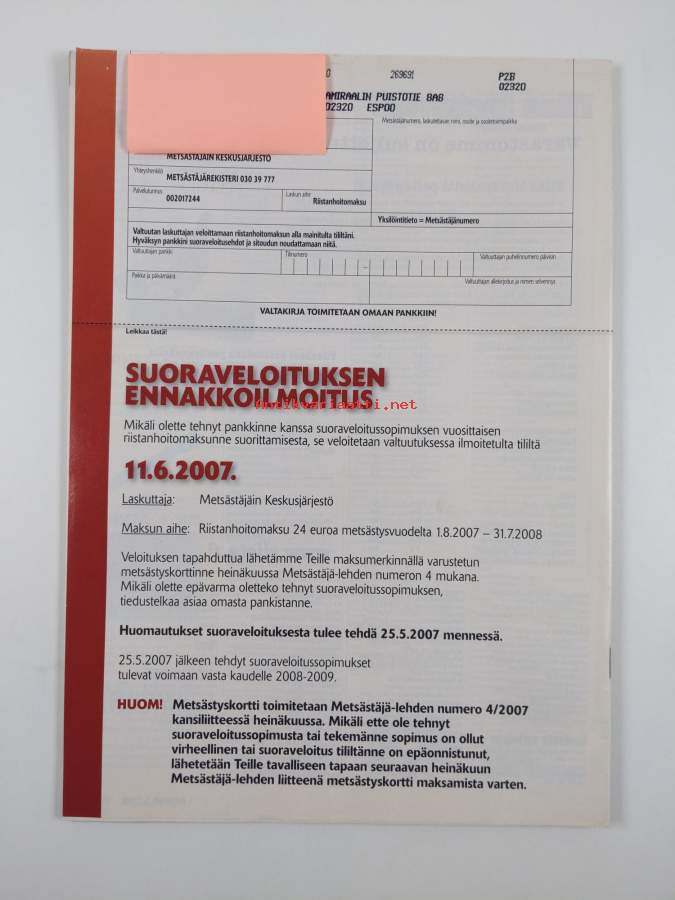 0 269691 P2B
02320
AMIRAALIN PUISTOTIE 8A6
02320 ESPOO
Metsästäjänumero, laskutettavan nimi, osoite ja osoitetoimipaikka
METSÄSTÄJÄIN KESKUSJÄRJESTÖ
Yhteyshenkilö
METSÄSTÄJÄREKISTERI 030 39 777
Palvelutunnus
002017244
Laskun aihe
Riistanhoitomaksu
Yksilöintitieto = Metsästäjänumero
Valtuutan laskuttajan veloittamaan riistanhoitomaksun alla mainitulta tililtäni.
Hyväksyn pankkini suoraveloitusehdot ja sitoudun noudattamaan niitä.
Valtuuttajan pankki
Tilinumero
Valtuuttajan puhelinnumero päivisin
Paikka ja päivämäärä
Valtuuttajan allekirjoitus ja nimen selvennys
VALTAKIRJA TOIMITETAAN OMAAN PANKKIIN!
Leikkaa tästä!
SUORAVELOITUKSEN
ENNAKKOILMOITUS
Antikvariaatti.net
Mikäli olette tehnyt pankkinne kanssa suoraveloitussopimuksen vuosittaisen
riistanhoitomaksunne suorittamisesta, se veloitetaan valtuutuksessa ilmoitetulta tililtä
11.6.2007.
Laskuttaja: Metsästäjäin Keskusjärjestö
Maksun aihe: Riistanhoitomaksu 24 euroa metsästysvuodelta 1.8.2007 – 31.7.2008
Veloituksen tapahduttua lähetämme Teille maksumerkinnällä varustetun
metsästyskorttinne heinäkuussa Metsästäjä-lehden numeron 4 mukana.
Mikäli olette epävarma oletteko tehnyt suoraveloitussopimuksen,
tiedustelkaa asiaa omasta pankistanne.
Huomautukset suoraveloituksesta tulee tehdä 25.5.2007 mennessä.
25.5.2007 jälkeen tehdyt suoraveloitussopimukset
tulevat voimaan vasta kaudelle 2008-2009.
HUOM! Metsästyskortti toimitetaan Metsästäjä-lehden numero 4/2007
kansiliitteessä heinäkuussa. Mikäli ette ole tehnyt
suoraveloitussopimusta tai tekemänne sopimus on ollut
virheellinen tai suoraveloitus tililtänne on epäonnistunut,
lähetetään Teille tavalliseen tapaan seuraavan heinäkuun
Metsästäjä-lehden liitteenä metsästyskortti maksamista varten.